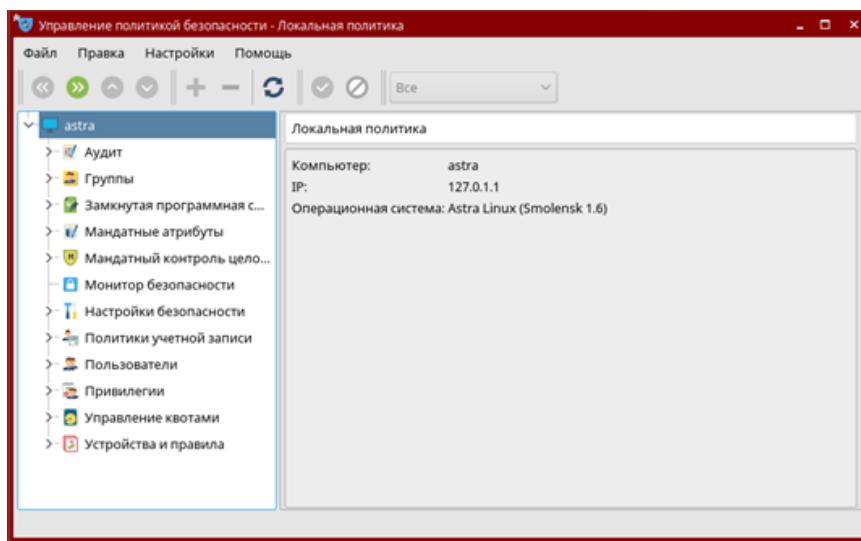 Управление политикой безопасности - Локальная политика
Файл Правка Настройки Помощь
Все
astra
Аудит
Группы
Замкнутая программная с...
Мандатные атрибуты
Мандатный контроль цело...
Монитор безопасности
Настройки безопасности
Политики учетной записи
Пользователи
Привилегии
Управление квотами
Устройства и правила
Локальная политика
Компьютер: astra
IP: 127.0.1.1
Операционная система: Astra Linux (Smolensk 1.6)